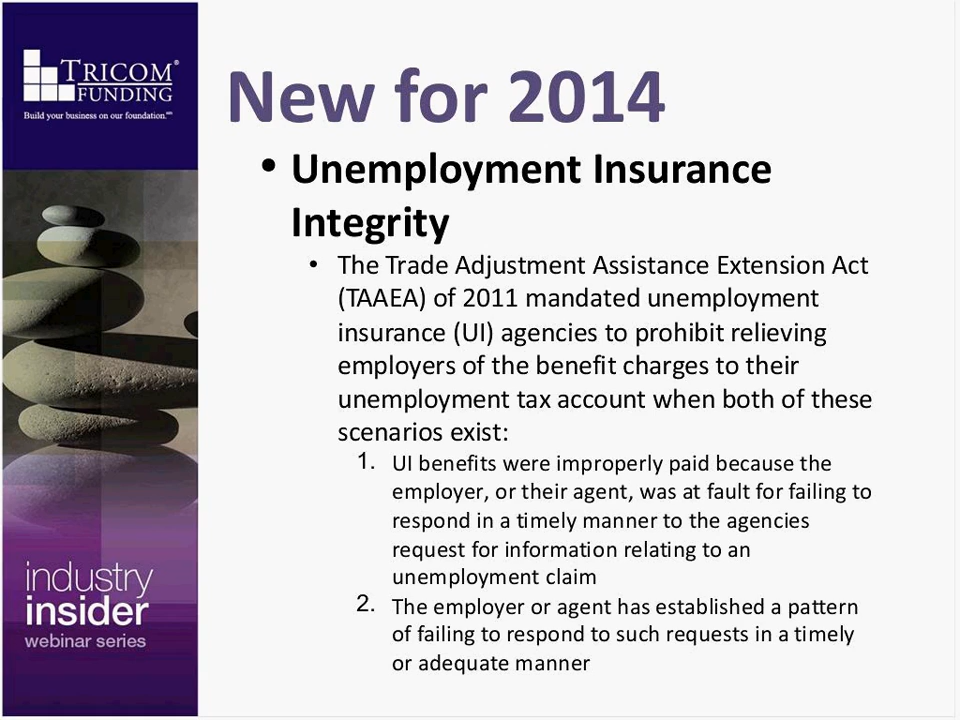 TRICOM®
FUNDING
Build your business on our foundation.℠
New for 2014
• Unemployment Insurance
Integrity
• The Trade Adjustment Assistance Extension Act
(TAAEA) of 2011 mandated unemployment
insurance (UI) agencies to prohibit relieving
employers of the benefit charges to their
unemployment tax account when both of these
scenarios exist:
1. UI benefits were improperly paid because the
employer, or their agent, was at fault for failing to
respond in a timely manner to the agencies
request for information relating to an
unemployment claim
2. The employer or agent has established a pattern
of failing to respond to such requests in a timely
or adequate manner
industry
insider
webinar series